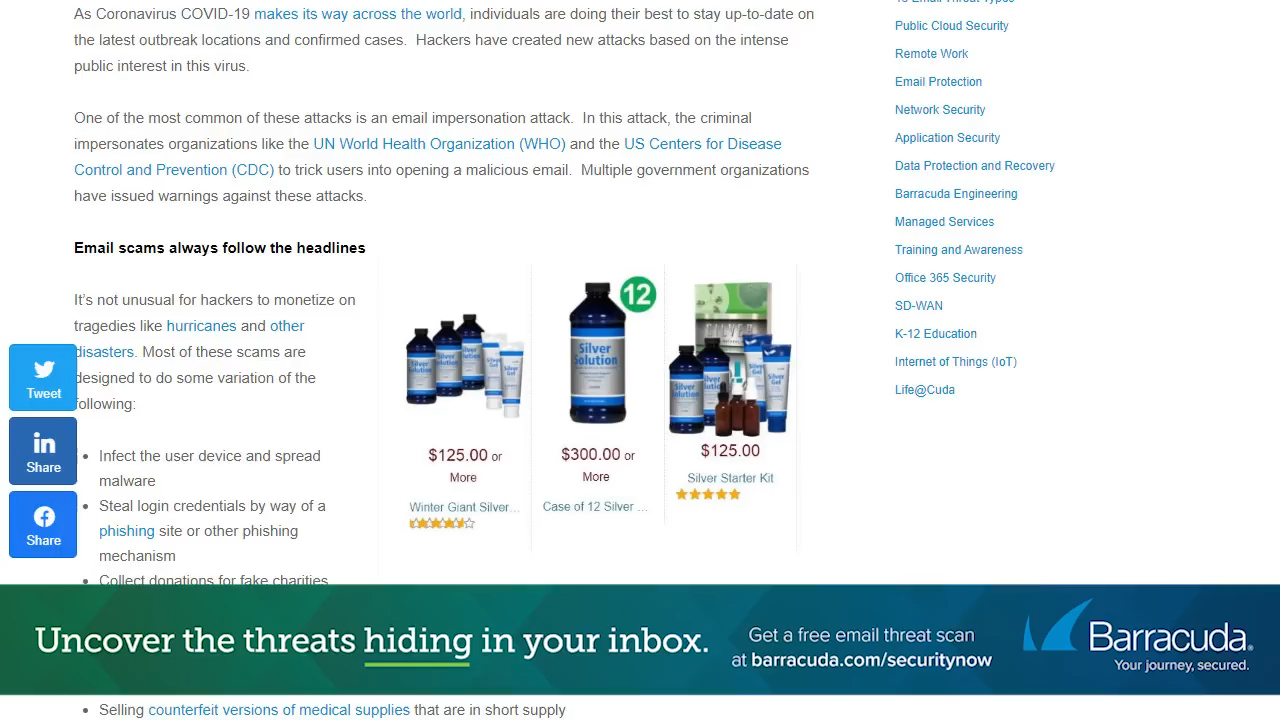 As Coronavirus COVID-19 makes its way across the world, individuals are doing their best to stay up-to-date on
the latest outbreak locations and confirmed cases.  Hackers have created new attacks based on the intense
public interest in this virus.
One of the most common of these attacks is an email impersonation attack.  In this attack, the criminal
impersonates organizations like the UN World Health Organization (WHO) and the US Centers for Disease
Control and Prevention (CDC) to trick users into opening a malicious email.  Multiple government organizations
have issued warnings against these attacks.
Email scams always follow the headlines
It's not unusual for hackers to monetize on
tragedies like hurricanes and other
disasters. Most of these scams are
designed to do some variation of the
following:
• Infect the user device and spread
malware
• Steal login credentials by way of a
phishing site or other phishing
mechanism
• Collect donations for fake charities
12
Silver Solution
Silver Gel
Silver Solution
SILVER
Silver Solution
Silver Gel
$125.00 or
More
Winter Giant Silver...
$300.00 or
More
Case of 12 Silver ...
$125.00
Silver Starter Kit
Tweet
in
Share
Share
Public Cloud Security
Remote Work
Email Protection
Network Security
Application Security
Data Protection and Recovery
Barracuda Engineering
Managed Services
Training and Awareness
Office 365 Security
SD-WAN
K-12 Education
Internet of Things (IoT)
Life@Cuda
Uncover the threats hiding in your inbox.
Get a free email threat scan
at barracuda.com/securitynow
Barracuda.
Your journey, secured.
• Selling counterfeit versions of medical supplies that are in short supply